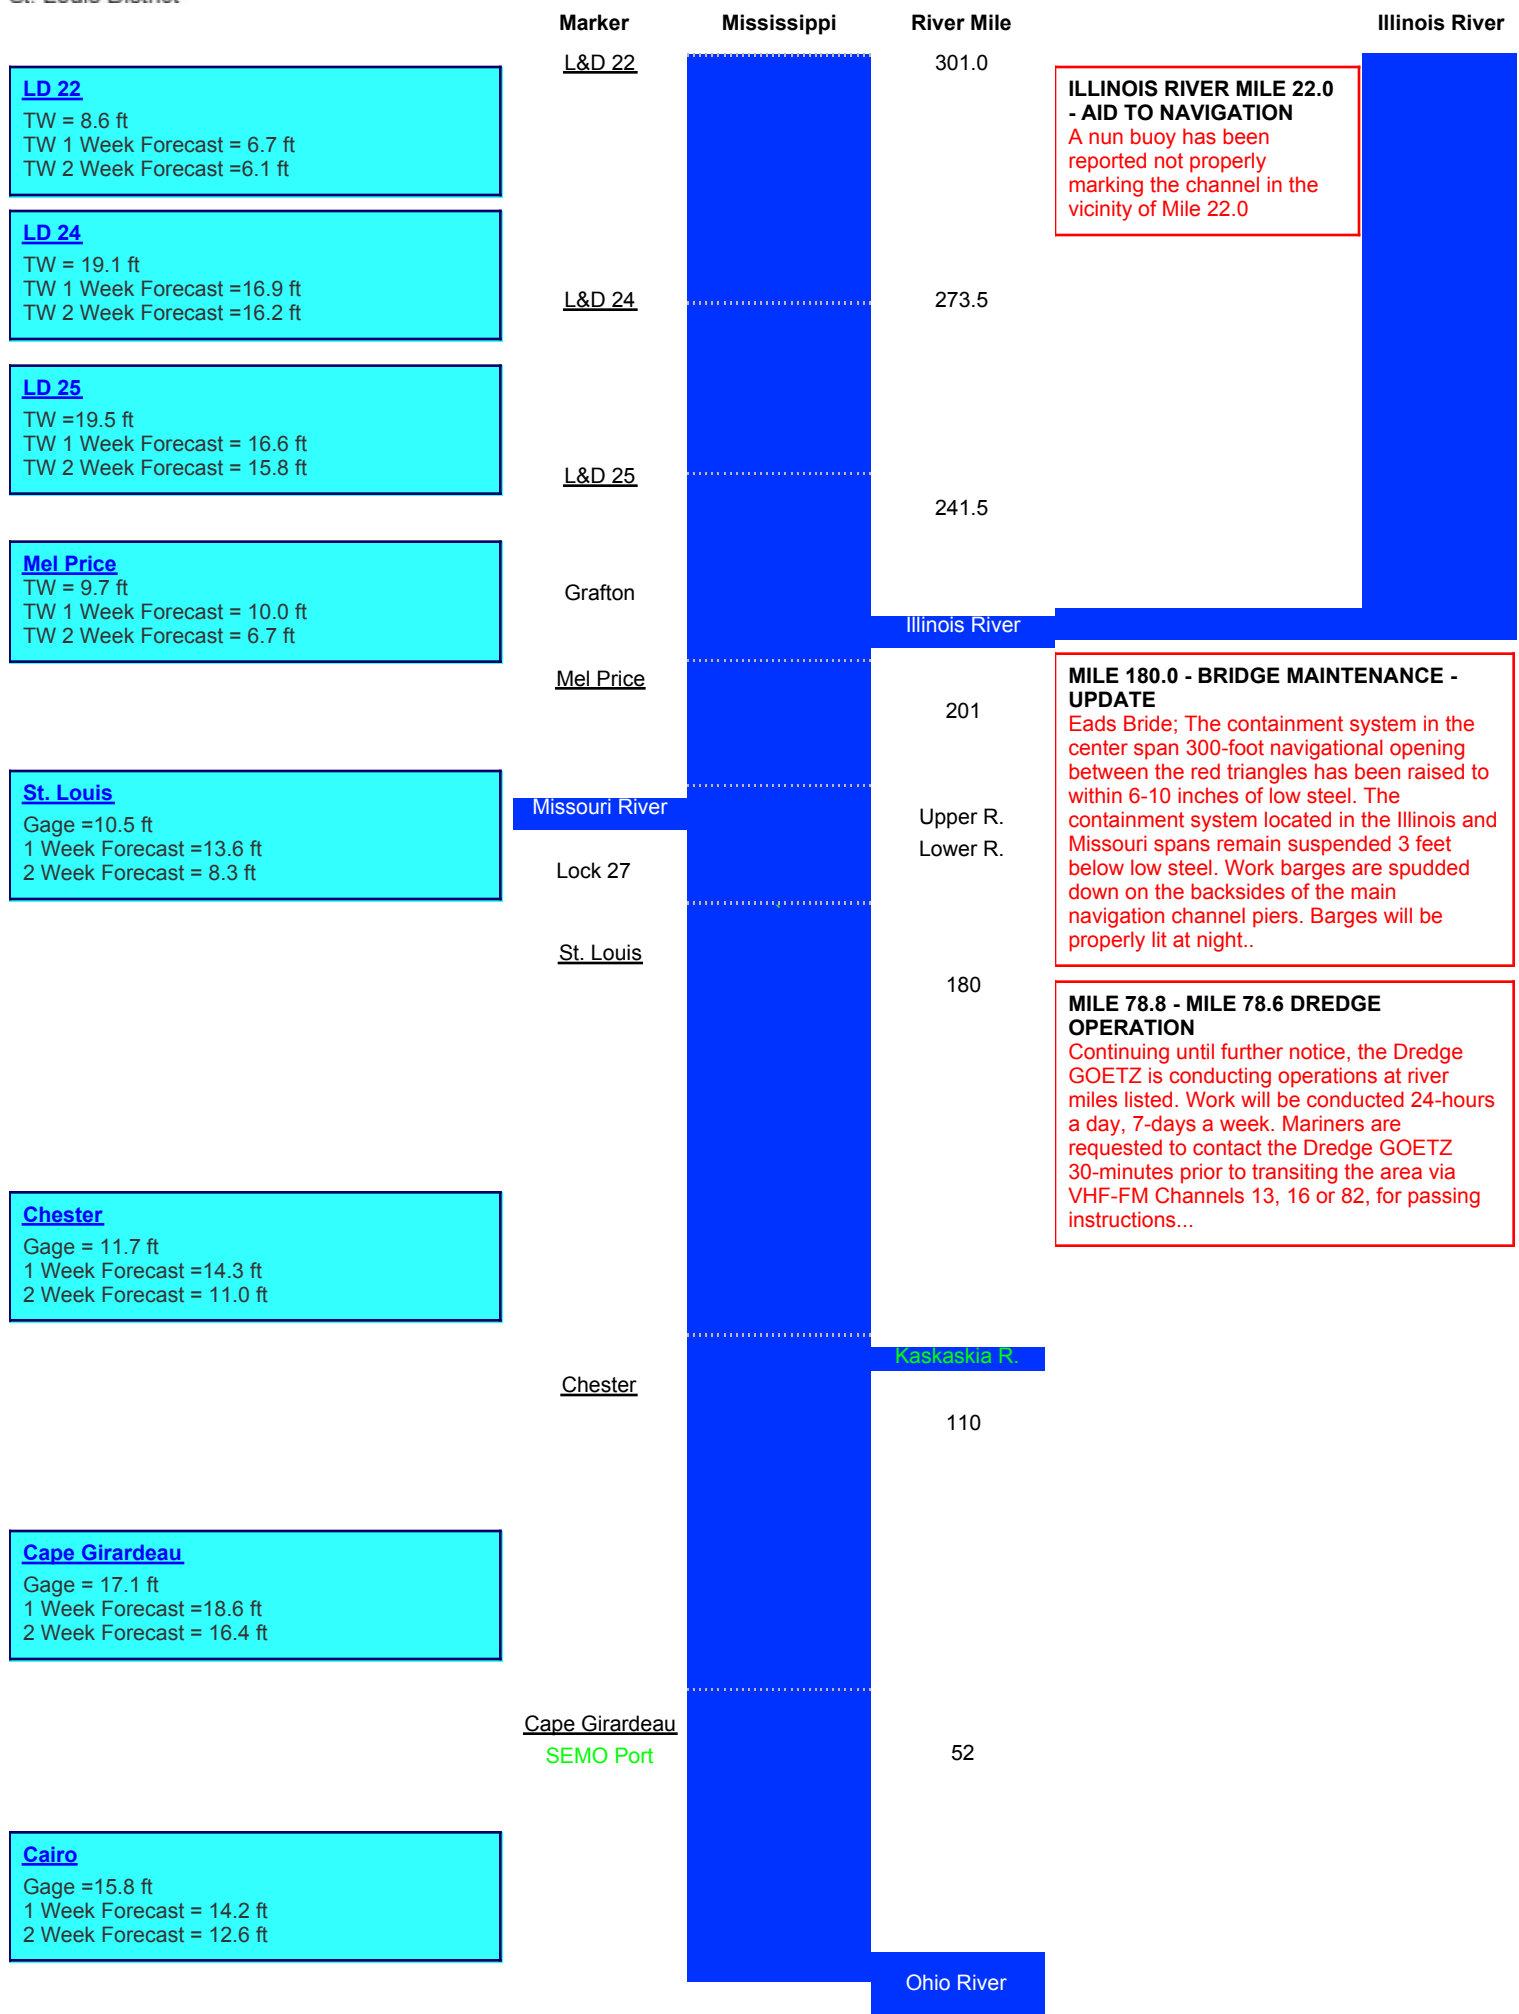 Marker Mississippi River Mile Illinois River
L&D 22 301.0
LD 22
TW = 8.6 ft
TW 1 Week Forecast = 6.7 ft
TW 2 Week Forecast =6.1 ft
ILLINOIS RIVER MILE 22.0
- AID TO NAVIGATION
A nun buoy has been
reported not properly
marking the channel in the
vicinity of Mile 22.0
LD 24
TW = 19.1 ft
TW 1 Week Forecast =16.9 ft
TW 2 Week Forecast =16.2 ft
L&D 24 273.5
LD 25
TW =19.5 ft
TW 1 Week Forecast = 16.6 ft
TW 2 Week Forecast = 15.8 ft
L&D 25
241.5
Mel Price
TW = 9.7 ft
TW 1 Week Forecast = 10.0 ft
TW 2 Week Forecast = 6.7 ft
Grafton
Illinois River
Mel Price
201
MILE 180.0 - BRIDGE MAINTENANCE -
UPDATE
Eads Bride; The containment system in the
center span 300-foot navigational opening
between the red triangles has been raised to
within 6-10 inches of low steel. The
containment system located in the Illinois and
Missouri spans remain suspended 3 feet
below low steel. Work barges are spudded
down on the backsides of the main
navigation channel piers. Barges will be
properly lit at night..
St. Louis
Gage =10.5 ft
1 Week Forecast =13.6 ft
2 Week Forecast = 8.3 ft
Missouri River
Upper R.
Lower R.
Lock 27
St. Louis
180
MILE 78.8 - MILE 78.6 DREDGE
OPERATION
Continuing until further notice, the Dredge
GOETZ is conducting operations at river
miles listed. Work will be conducted 24-hours
a day, 7-days a week. Mariners are
requested to contact the Dredge GOETZ
30-minutes prior to transiting the area via
VHF-FM Channels 13, 16 or 82, for passing
instructions...
Chester
Gage = 11.7 ft
1 Week Forecast =14.3 ft
2 Week Forecast = 11.0 ft
Kaskaskia R.
Chester
110
Cape Girardeau
Gage = 17.1 ft
1 Week Forecast =18.6 ft
2 Week Forecast = 16.4 ft
Cape Girardeau
SEMO Port 52
Cairo
Gage =15.8 ft
1 Week Forecast = 14.2 ft
2 Week Forecast = 12.6 ft
Ohio River